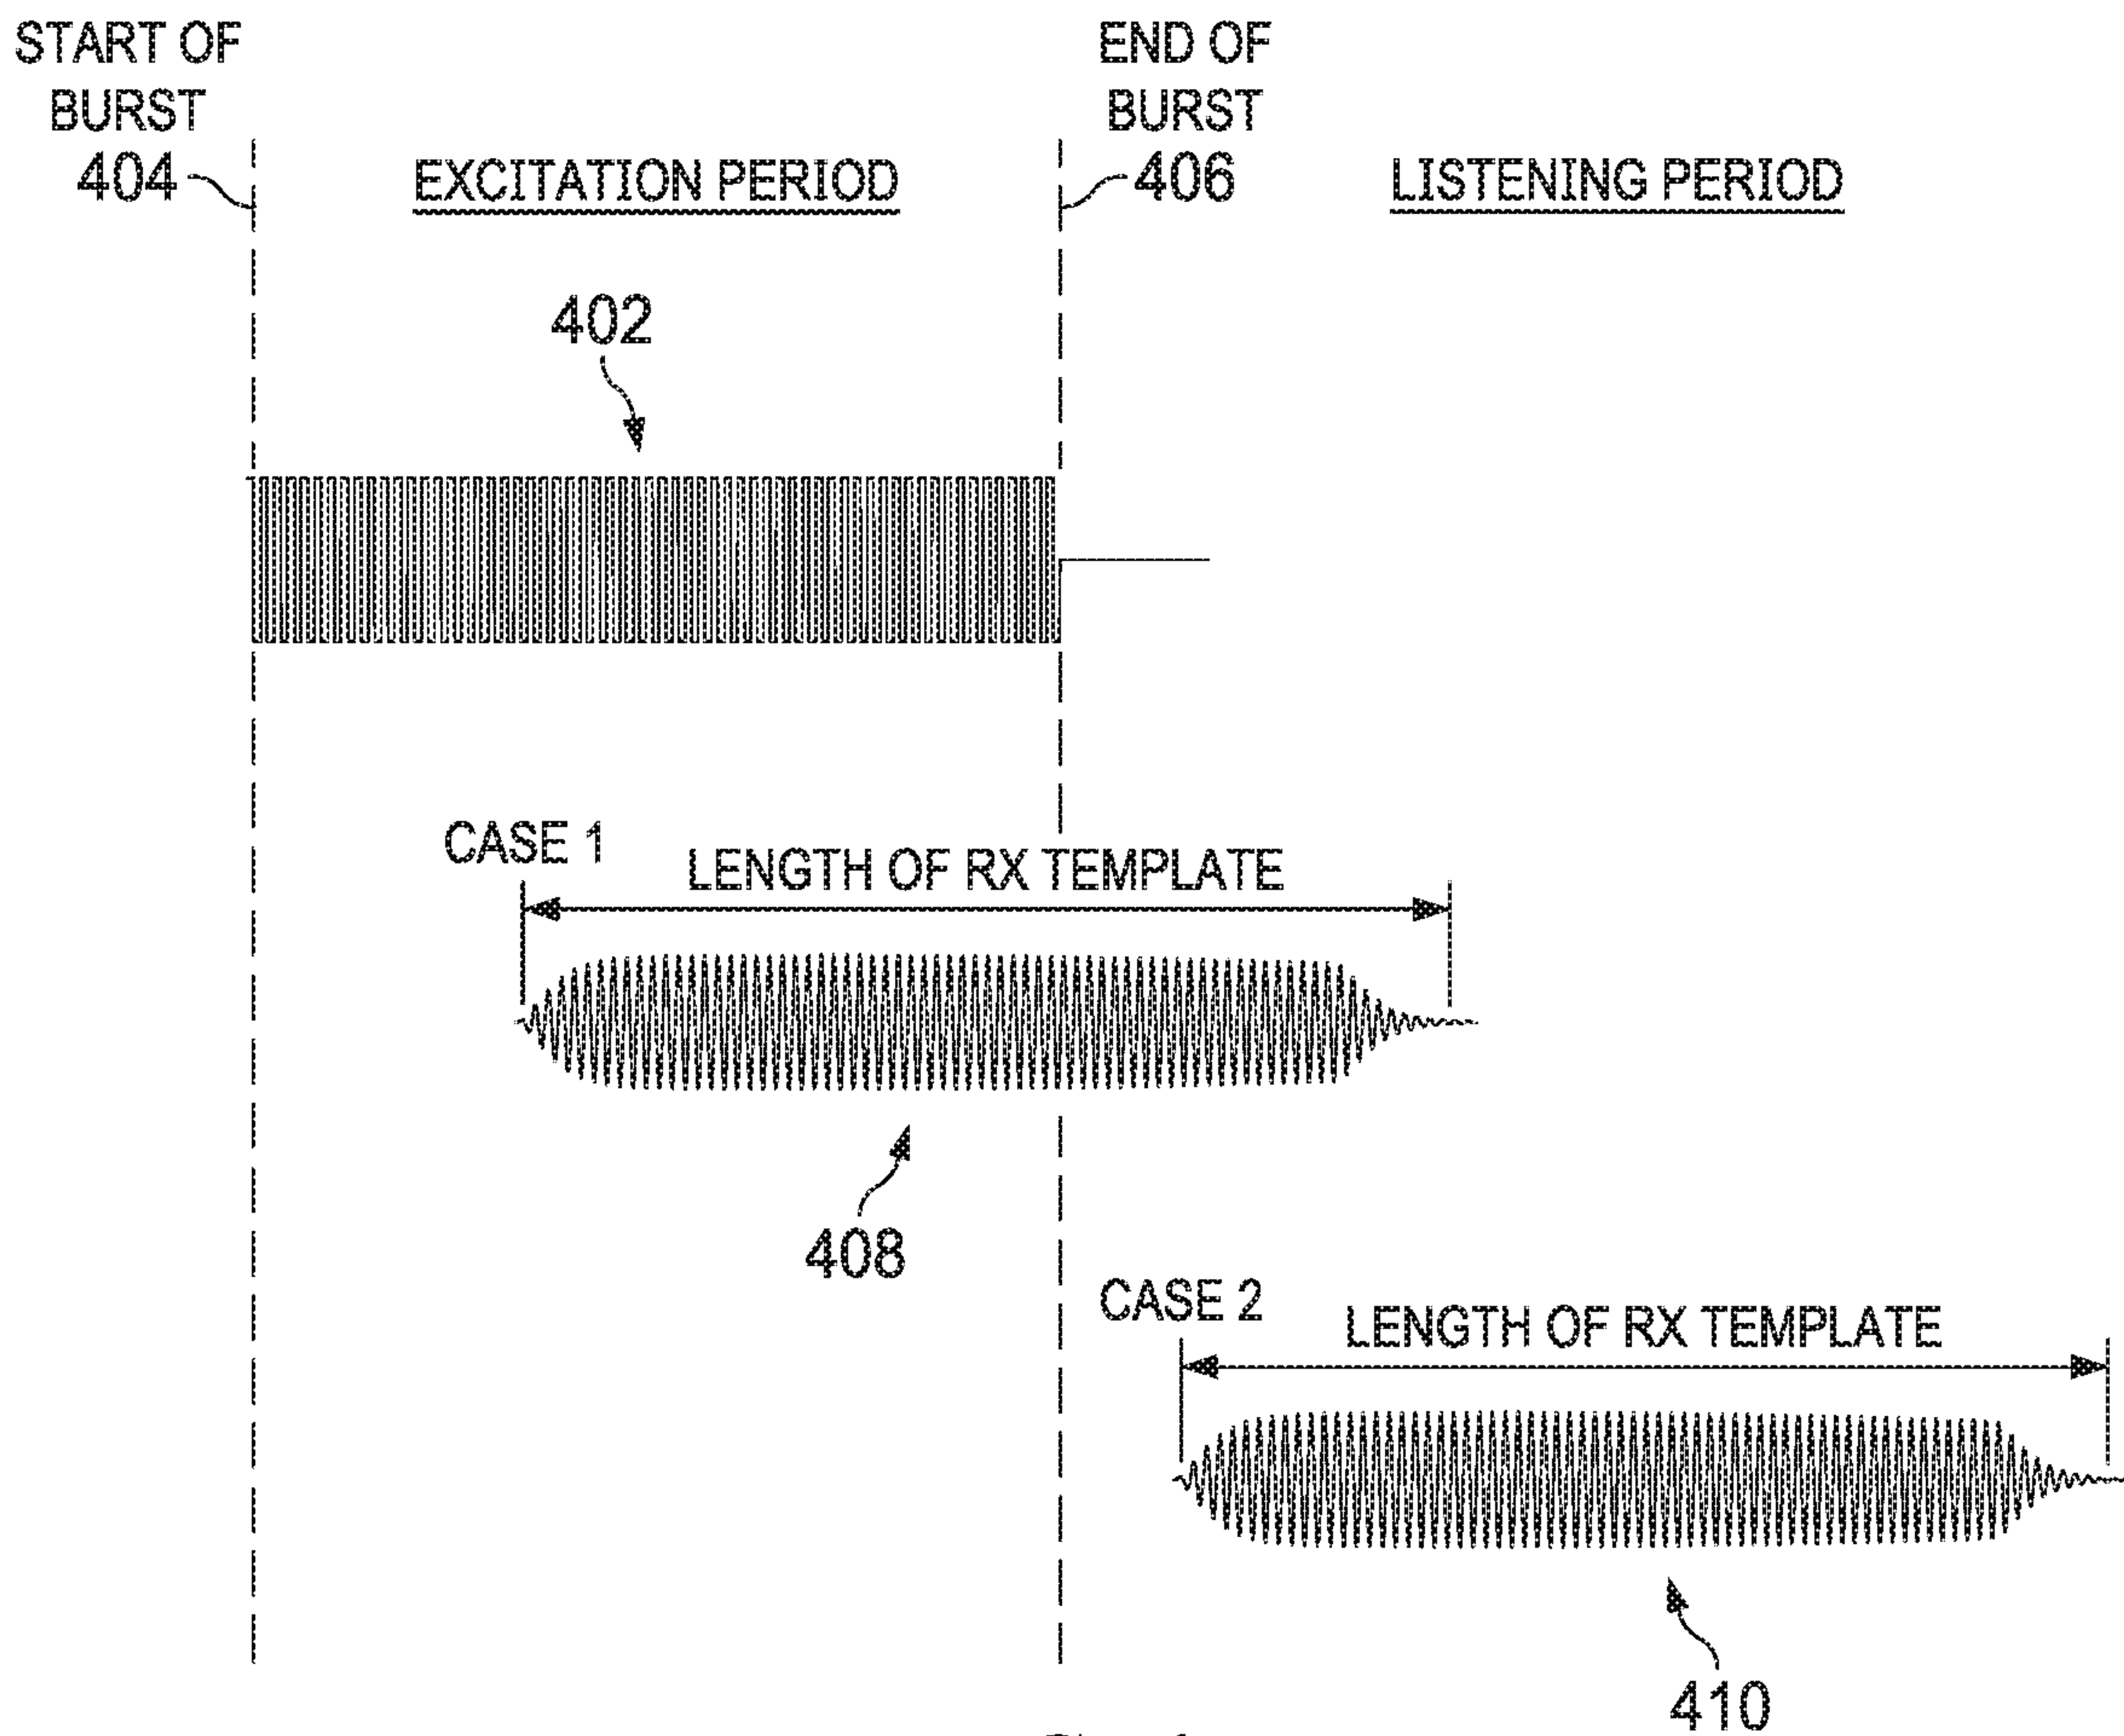 START OF
BURST
404
EXCITATION PERIOD
END OF
BURST
406
LISTENING PERIOD
402
CASE 1
LENGTH OF RX TEMPLATE
408
CASE 2
LENGTH OF RX TEMPLATE
410